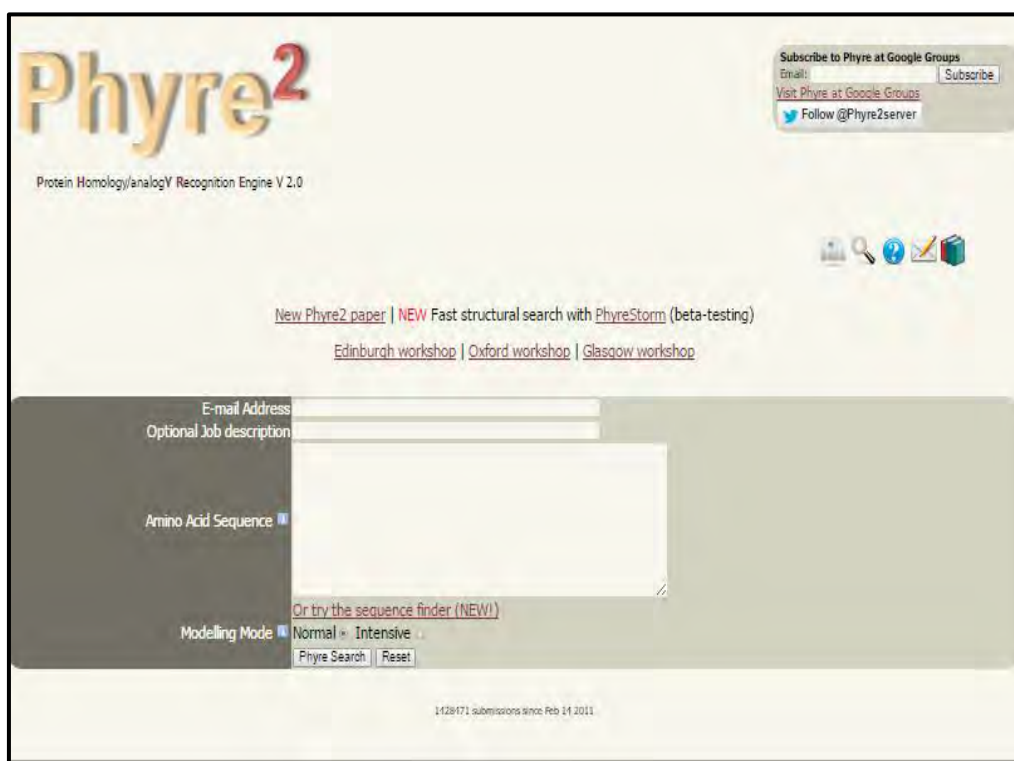 Phyre2
Subscribe to Phyre at Google Groups
Email: Subscribe
Visit Phyre at Google Groups
Follow @Phyre2server
Protein Homology/analogY Recognition Engine V 2.0
New Phyre2 paper | NEW Fast structural search with PhyreStorm (beta-testing)
Edinburgh workshop | Oxford workshop | Glasgow workshop
E-mail Address
Optional Job description
Amino Acid Sequence
Or try the sequence finder (NEW!)
Modelling Mode Normal Intensive
Phyre Search Reset
1428471 submissions since Feb 14 2011